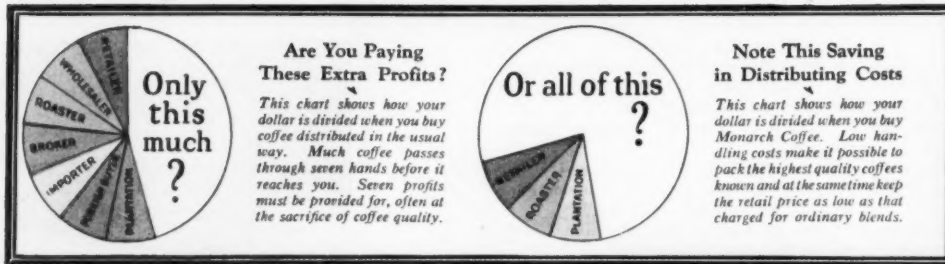 RETAILER
WHOLESALER
ROASTER
BROKER
IMPORTER
FOREIGN BUYER
PLANTATION
Only
this
much
?
Are You Paying
These Extra Profits?
This chart shows how your
dollar is divided when you buy
coffee distributed in the usual
way. Much coffee passes
through seven hands before it
reaches you. Seven profits
must be provided for, often at
the sacrifice of coffee quality.
Or all of this
?
RETAILER
ROASTER
PLANTATION
Note This Saving
in Distributing Costs
This chart shows how your
dollar is divided when you buy
Monarch Coffee. Low han-
dling costs make it possible to
pack the highest quality coffees
known and at the same time keep
the retail price as low as that
charged for ordinary blends.